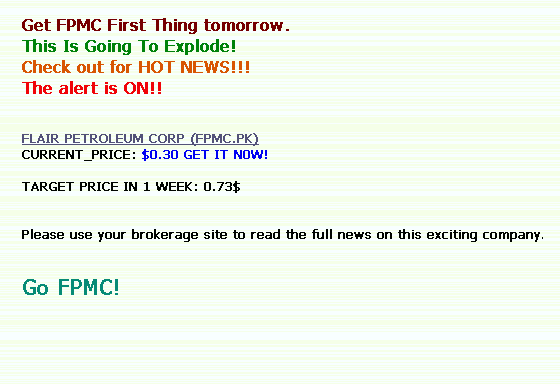 Get FPMC First Thing tomorrow.
This Is Going To Explode!
Check out for HOT NEWS!!!
The alert is ON!!
FLAIR PETROLEUM CORP (FPMC.PK)
CURRENT_PRICE: $0.30 GET IT N0W!
TARGET PRICE IN 1 WEEK: 0.73$
Please use your brokerage site to read the full news on this exciting company.
Go FPMC!